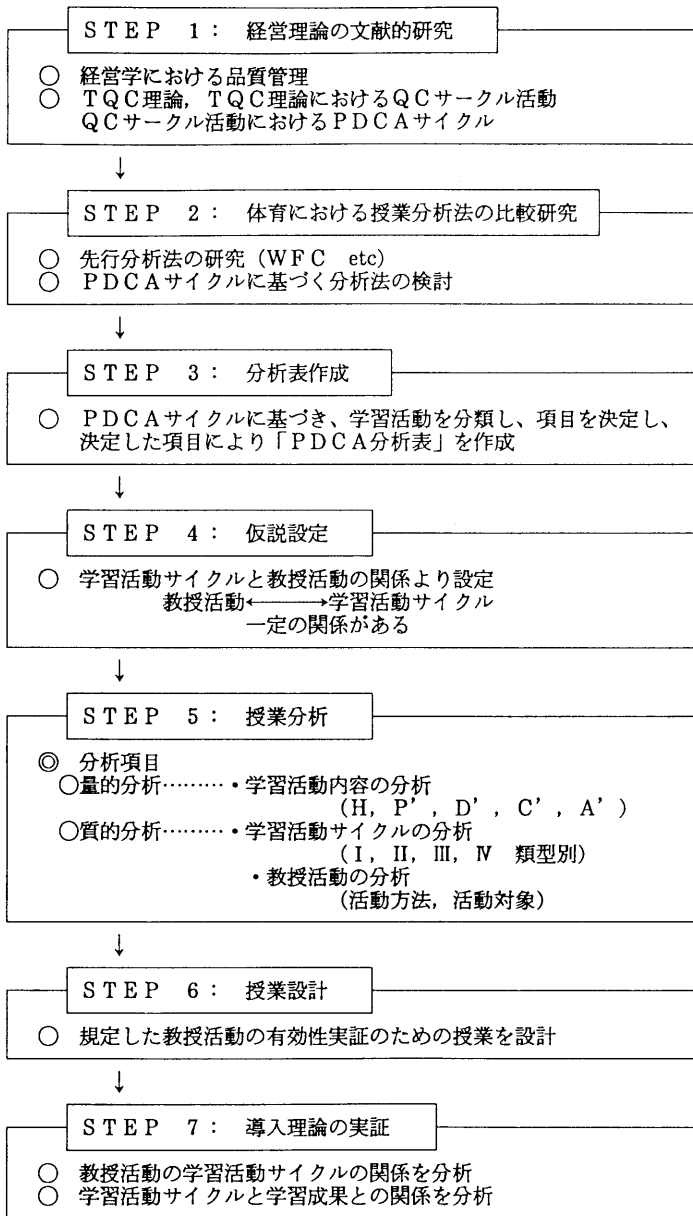 STEP 1： 経営理論の文献的研究
○ 経営学における品質管理
○ TQC理論，TQC理論におけるQCサークル活動
QCサークル活動におけるPDCAサイクル
↓
STEP 2： 体育における授業分析法の比較研究
○ 先行分析法の研究（WFC etc）
○ PDCAサイクルに基づく分析法の検討
↓
STEP 3： 分析表作成
○ PDCAサイクルに基づき、学習活動を分類し、項目を決定し、
決定した項目により「PDCA分析表」を作成
↓
STEP 4： 仮説設定
○ 学習活動サイクルと教授活動の関係より設定
教授活動←――→学習活動サイクル
一定の関係がある
↓
STEP 5： 授業分析
◎ 分析項目
○量的分析………・学習活動内容の分析
（H，P'，D'，C'，A'）
○質的分析………・学習活動サイクルの分析
（Ⅰ，Ⅱ，Ⅲ，Ⅳ 類型別）
・教授活動の分析
（活動方法，活動対象）
↓
STEP 6： 授業設計
○ 規定した教授活動の有効性実証のための授業を設計
↓
STEP 7： 導入理論の実証
○ 教授活動の学習活動サイクルの関係を分析
○ 学習活動サイクルと学習成果との関係を分析